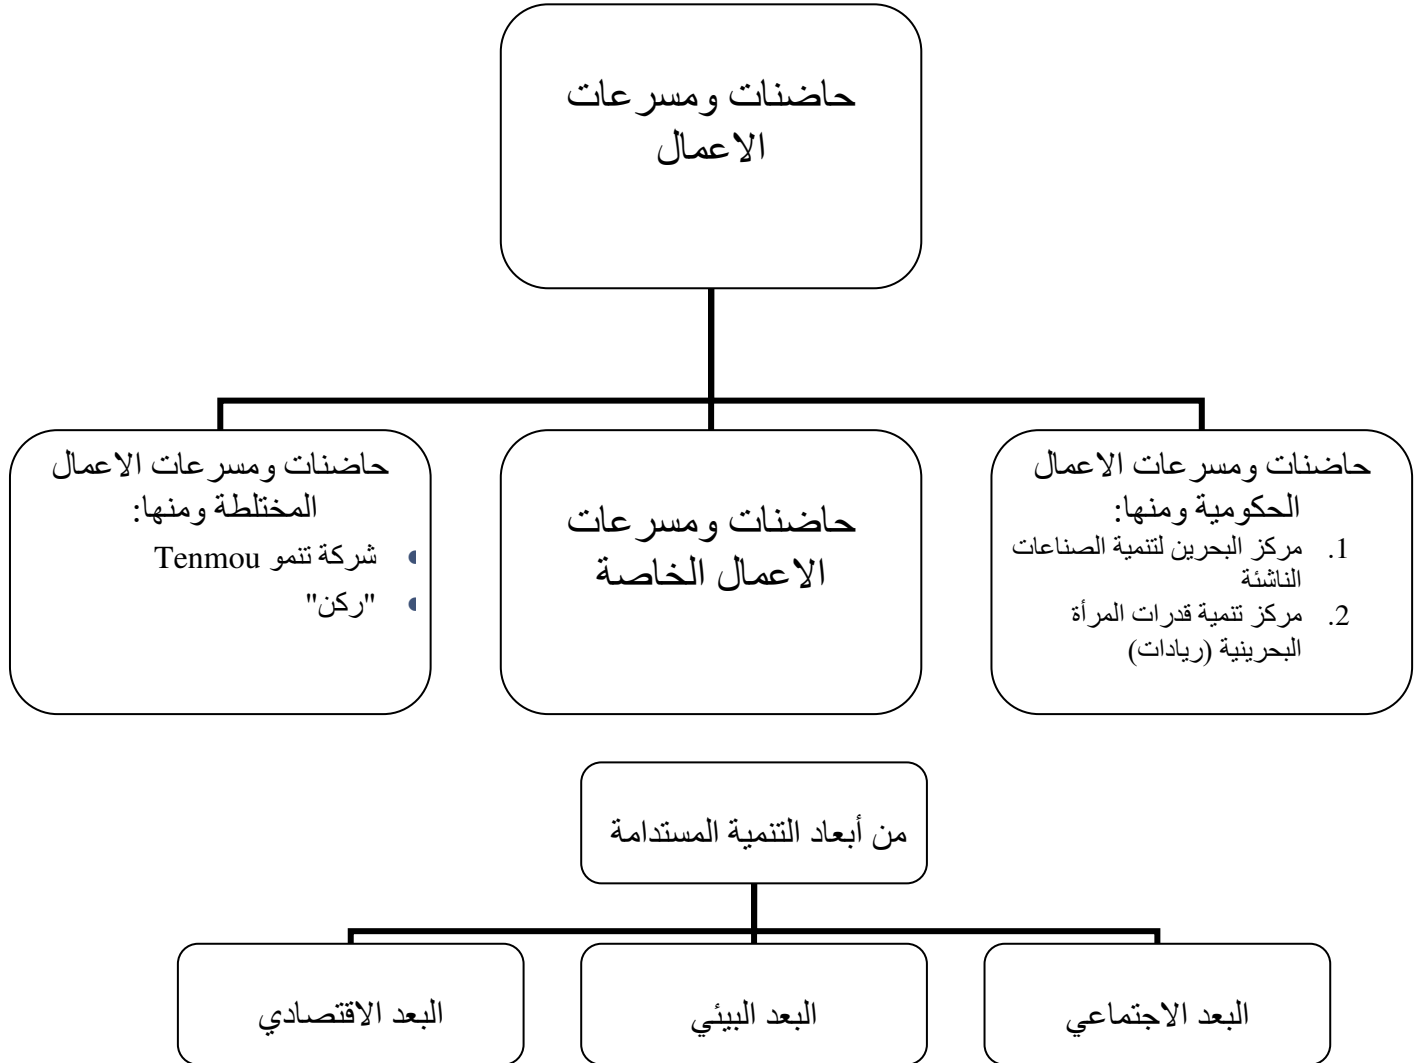 حاضنات ومسرعات
الاعمال
حاضنات ومسرعات الاعمال
الحكومية ومنها:
1. مركز البحرين لتنمية الصناعات
الناشئة
2. مركز تنمية قدرات المرأة
البحرينية (ريادات)
حاضنات ومسرعات
الاعمال الخاصة
حاضنات ومسرعات الاعمال
المختلطة ومنها:
• شركة تنمو Tenmou
• "ركن"
من أبعاد التنمية المستدامة
البعد الاجتماعي
البعد البيئي
البعد الاقتصادي